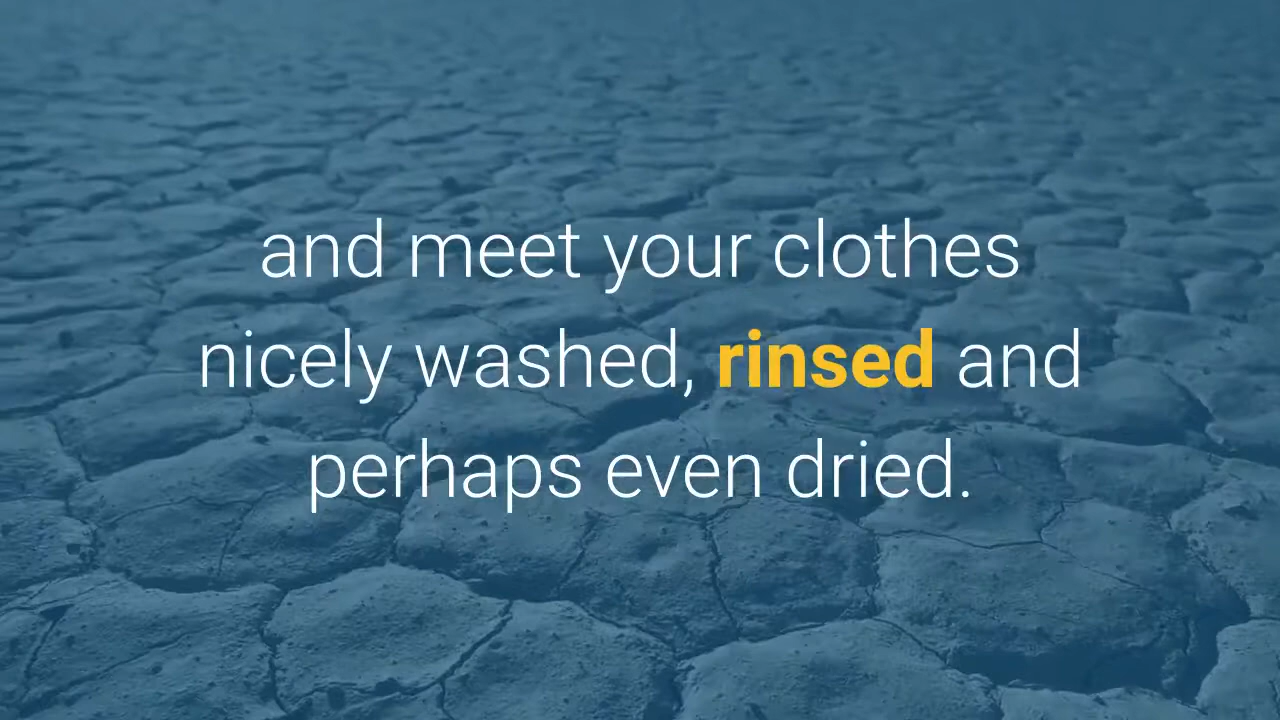 and meet your clothes
nicely washed, rinsed and
perhaps even dried.